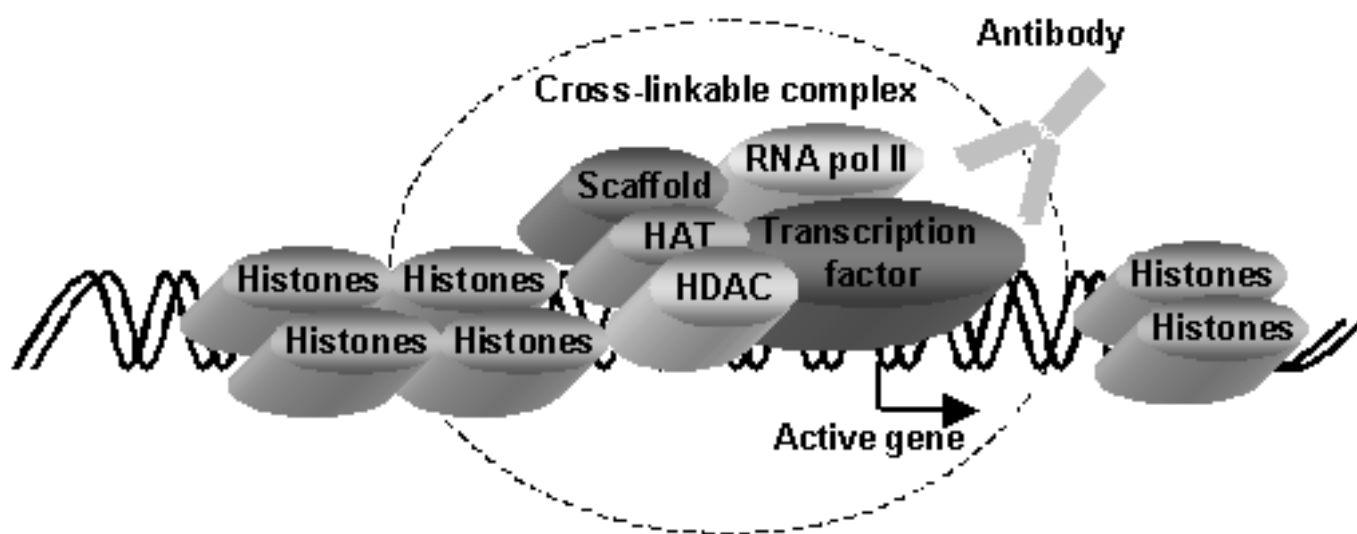 Antibody
Cross-linkable complex
RNA pol II
Scaffold
HAT
Transcription
factor
Histones
Histones
HDAC
Histones
Histones
Histones
Histones
Active gene